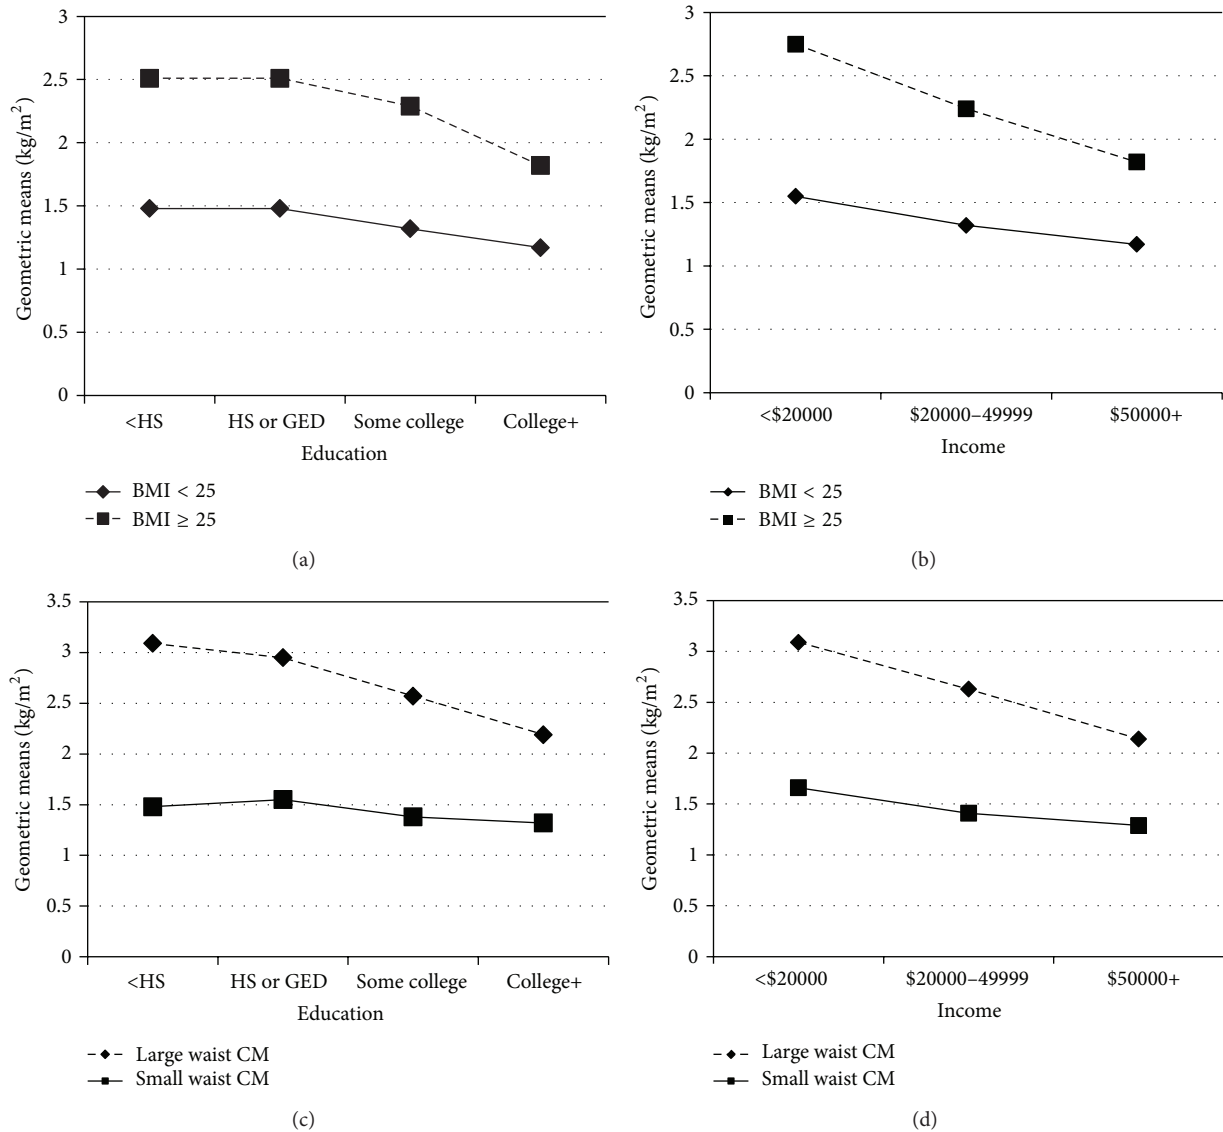 3
2.5
2
1.5
1
0.5
0
Geometric means (kg/m²)
<HS HS or GED Some college College+
Education
BMI < 25
BMI ≥ 25
(a)
3
2.5
2
1.5
1
0.5
0
Geometric means (kg/m²)
<$20000 $20000–49999 $50000+
Income
BMI < 25
BMI ≥ 25
(b)
3.5
3
2.5
2
1.5
1
0.5
0
Geometric means (kg/m²)
<HS HS or GED Some college College+
Education
Large waist CM
Small waist CM
(c)
3.5
3
2.5
2
1.5
1
0.5
0
Geometric means (kg/m²)
<$20000 $20000–49999 $50000+
Income
Large waist CM
Small waist CM
(d)